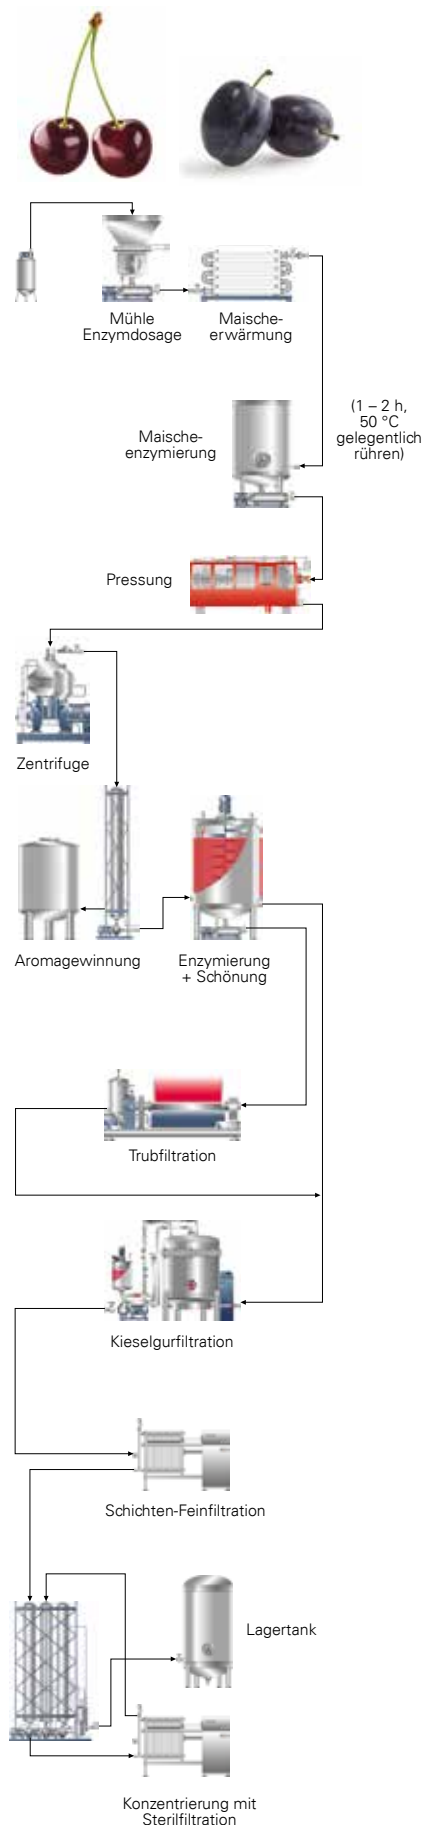 Mühle
Enzymdosage
Maische-
erwärmung
(1 – 2 h,
50 °C
gelegentlich
rühren)
Maische-
enzymierung
Pressung
Zentrifuge
Aromagewinnung
Enzymierung
+ Schönung
Trubfiltration
Kieselgurfiltration
Schichten-Feinfiltration
Lagertank
Konzentrierung mit
Sterilfiltration